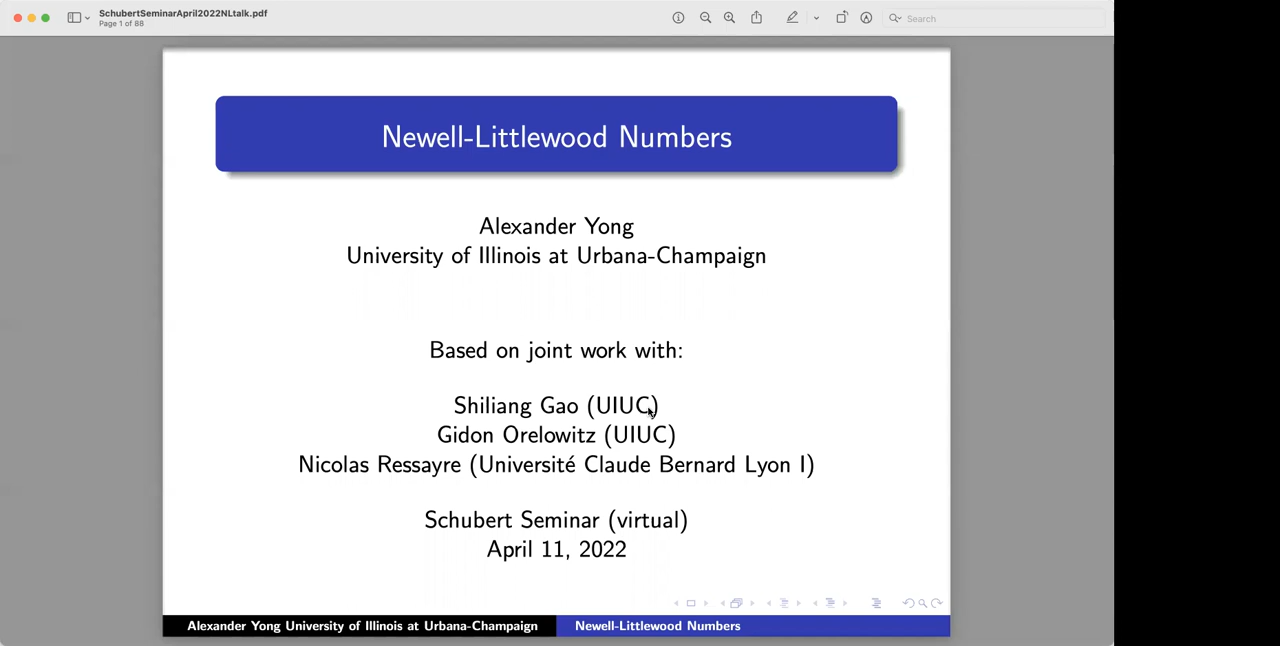 SchubertSeminarApril2022NLtalk.pdf
Page 1 of 88
Search
Newell-Littlewood Numbers
Alexander Yong
University of Illinois at Urbana-Champaign
Based on joint work with:
Shiliang Gao (UIUC)
Gidon Orelowitz (UIUC)
Nicolas Ressayre (Université Claude Bernard Lyon I)
Schubert Seminar (virtual)
April 11, 2022
Alexander Yong University of Illinois at Urbana-Champaign
Newell-Littlewood Numbers